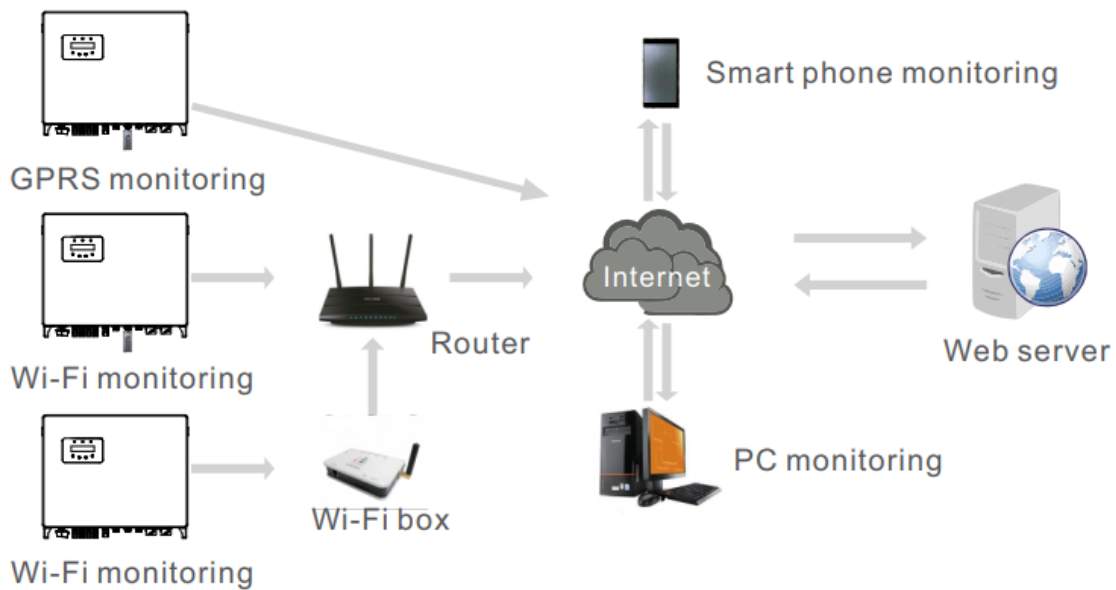 Smart phone monitoring
GPRS monitoring
Internet
Router
Web server
Wi-Fi monitoring
PC monitoring
Wi-Fi box
Wi-Fi monitoring